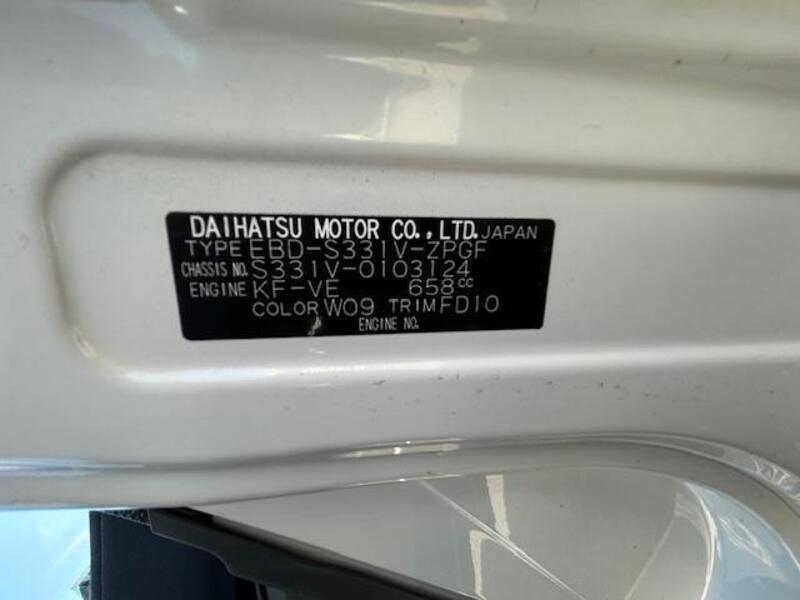 DAIHATSU MOTOR CO.,LTD. JAPAN
TYPE EBD-S331V-ZPGF
CHASSIS NO. S331V-0103124
ENGINE KF-VE 658cc
COLOR W09 TRIM FD10
ENGINE NO.